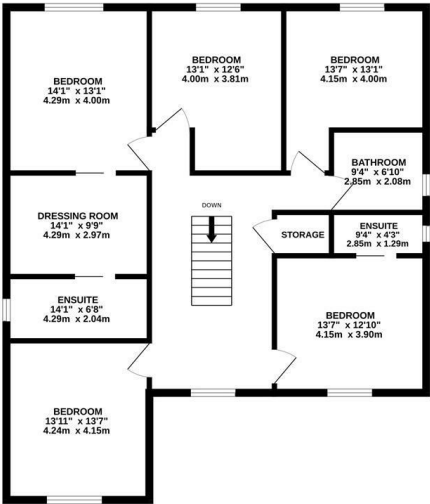 BEDROOM
14'1" x 13'1"
4.29m x 4.00m
BEDROOM
13'1" x 12'6"
4.00m x 3.81m
BEDROOM
13'7" x 13'1"
4.15m x 4.00m
BATHROOM
9'4" x 6'10"
2.85m x 2.08m
DRESSING ROOM
14'1" x 9'9"
4.29m x 2.97m
DOWN
STORAGE
ENSUITE
9'4" x 4'3"
2.85m x 1.29m
ENSUITE
14'1" x 6'8"
4.29m x 2.04m
BEDROOM
13'7" x 12'10"
4.15m x 3.90m
BEDROOM
13'11" x 13'7"
4.24m x 4.15m